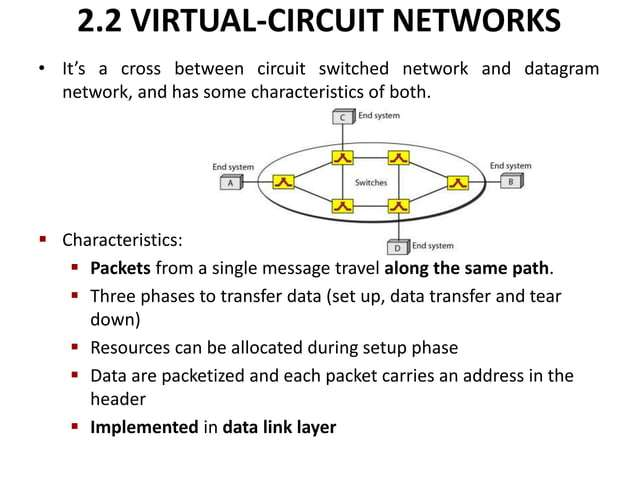 2.2 VIRTUAL-CIRCUIT NETWORKS
• It's a cross between circuit switched network and datagram
network, and has some characteristics of both.
C End system
End system
End system
A
Switches
B
D End system
▪ Characteristics:
▪ Packets from a single message travel along the same path.
▪ Three phases to transfer data (set up, data transfer and tear
down)
▪ Resources can be allocated during setup phase
▪ Data are packetized and each packet carries an address in the
header
▪ Implemented in data link layer